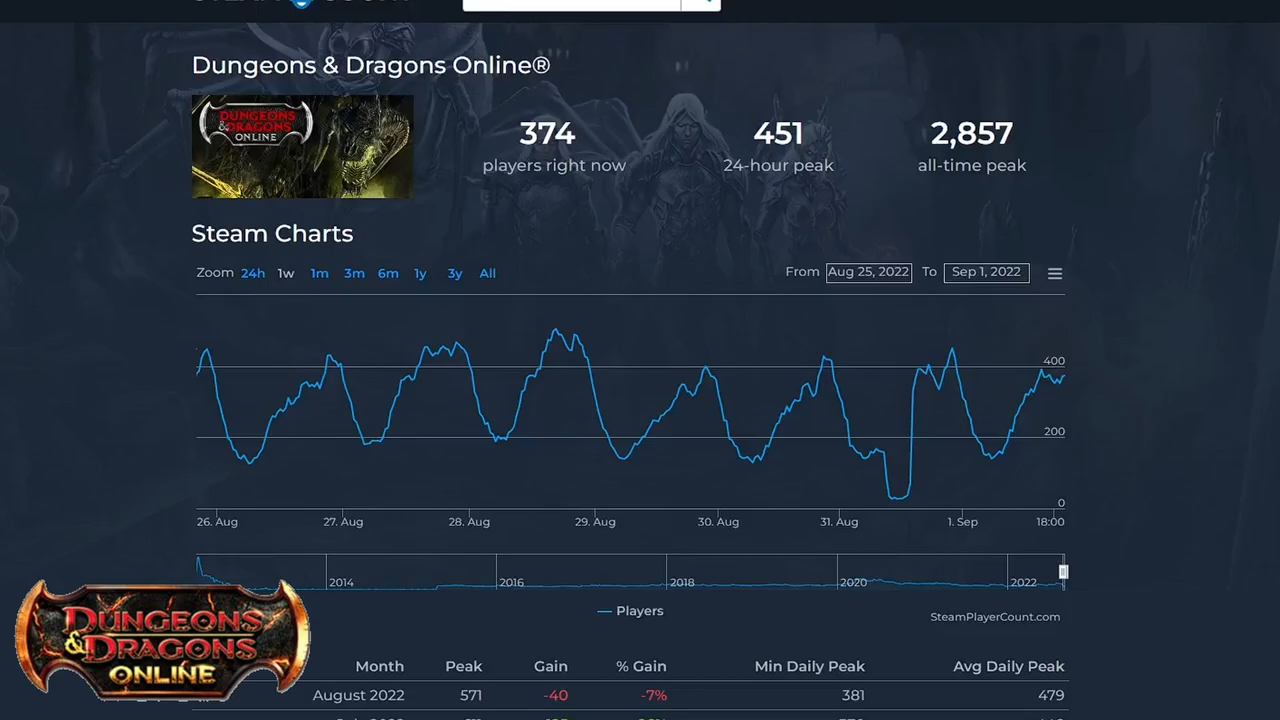 Dungeons & Dragons Online®
DUNGEONS
& DRAGONS
ONLINE
374
players right now
451
24-hour peak
2,857
all-time peak
Steam Charts
Zoom 24h 1w 1m 3m 6m 1y 3y All
From Aug 25, 2022 To Sep 1, 2022
400
200
0
26. Aug 27. Aug 28. Aug 29. Aug 30. Aug 31. Aug 1. Sep 18:00
2014 2016 2018 2020 2022
Players
SteamPlayerCount.com
DUNGEONS
& DRAGONS
ONLINE
Month Peak Gain % Gain Min Daily Peak Avg Daily Peak
August 2022 571 -40 -7% 381 479